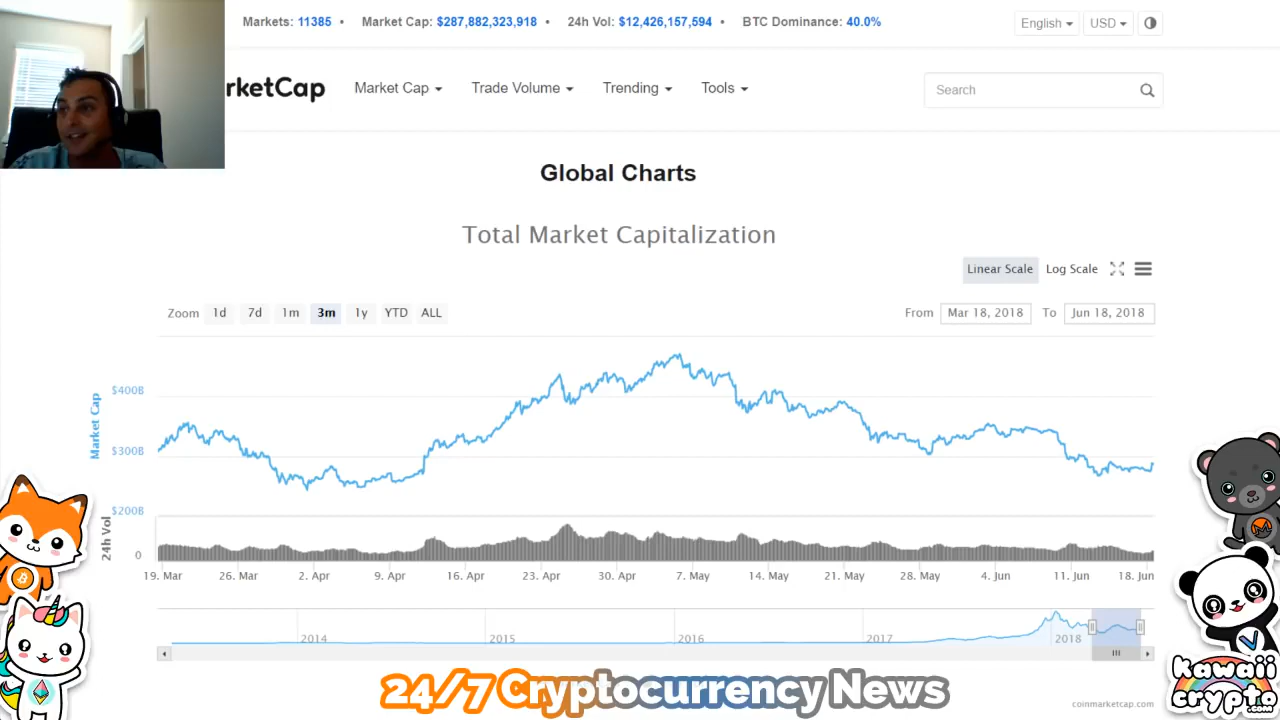 Markets: 11385 • Market Cap: $287,882,323,918 • 24h Vol: $12,426,157,594 • BTC Dominance: 40.0%
English USD
rketCap Market Cap Trade Volume Trending Tools Search
Global Charts
Total Market Capitalization
Linear Scale Log Scale
Zoom 1d 7d 1m 3m 1y YTD ALL From Mar 18, 2018 To Jun 18, 2018
Market Cap
$400B
$300B
$200B
24h Vol
0
19. Mar 26. Mar 2. Apr 9. Apr 16. Apr 23. Apr 30. Apr 7. May 14. May 21. May 28. May 4. Jun 11. Jun 18. Jun
2014 2015 2016 2017 2018
24/7 Cryptocurrency News
coinmarketcap.com
kawaii
crypto
.com